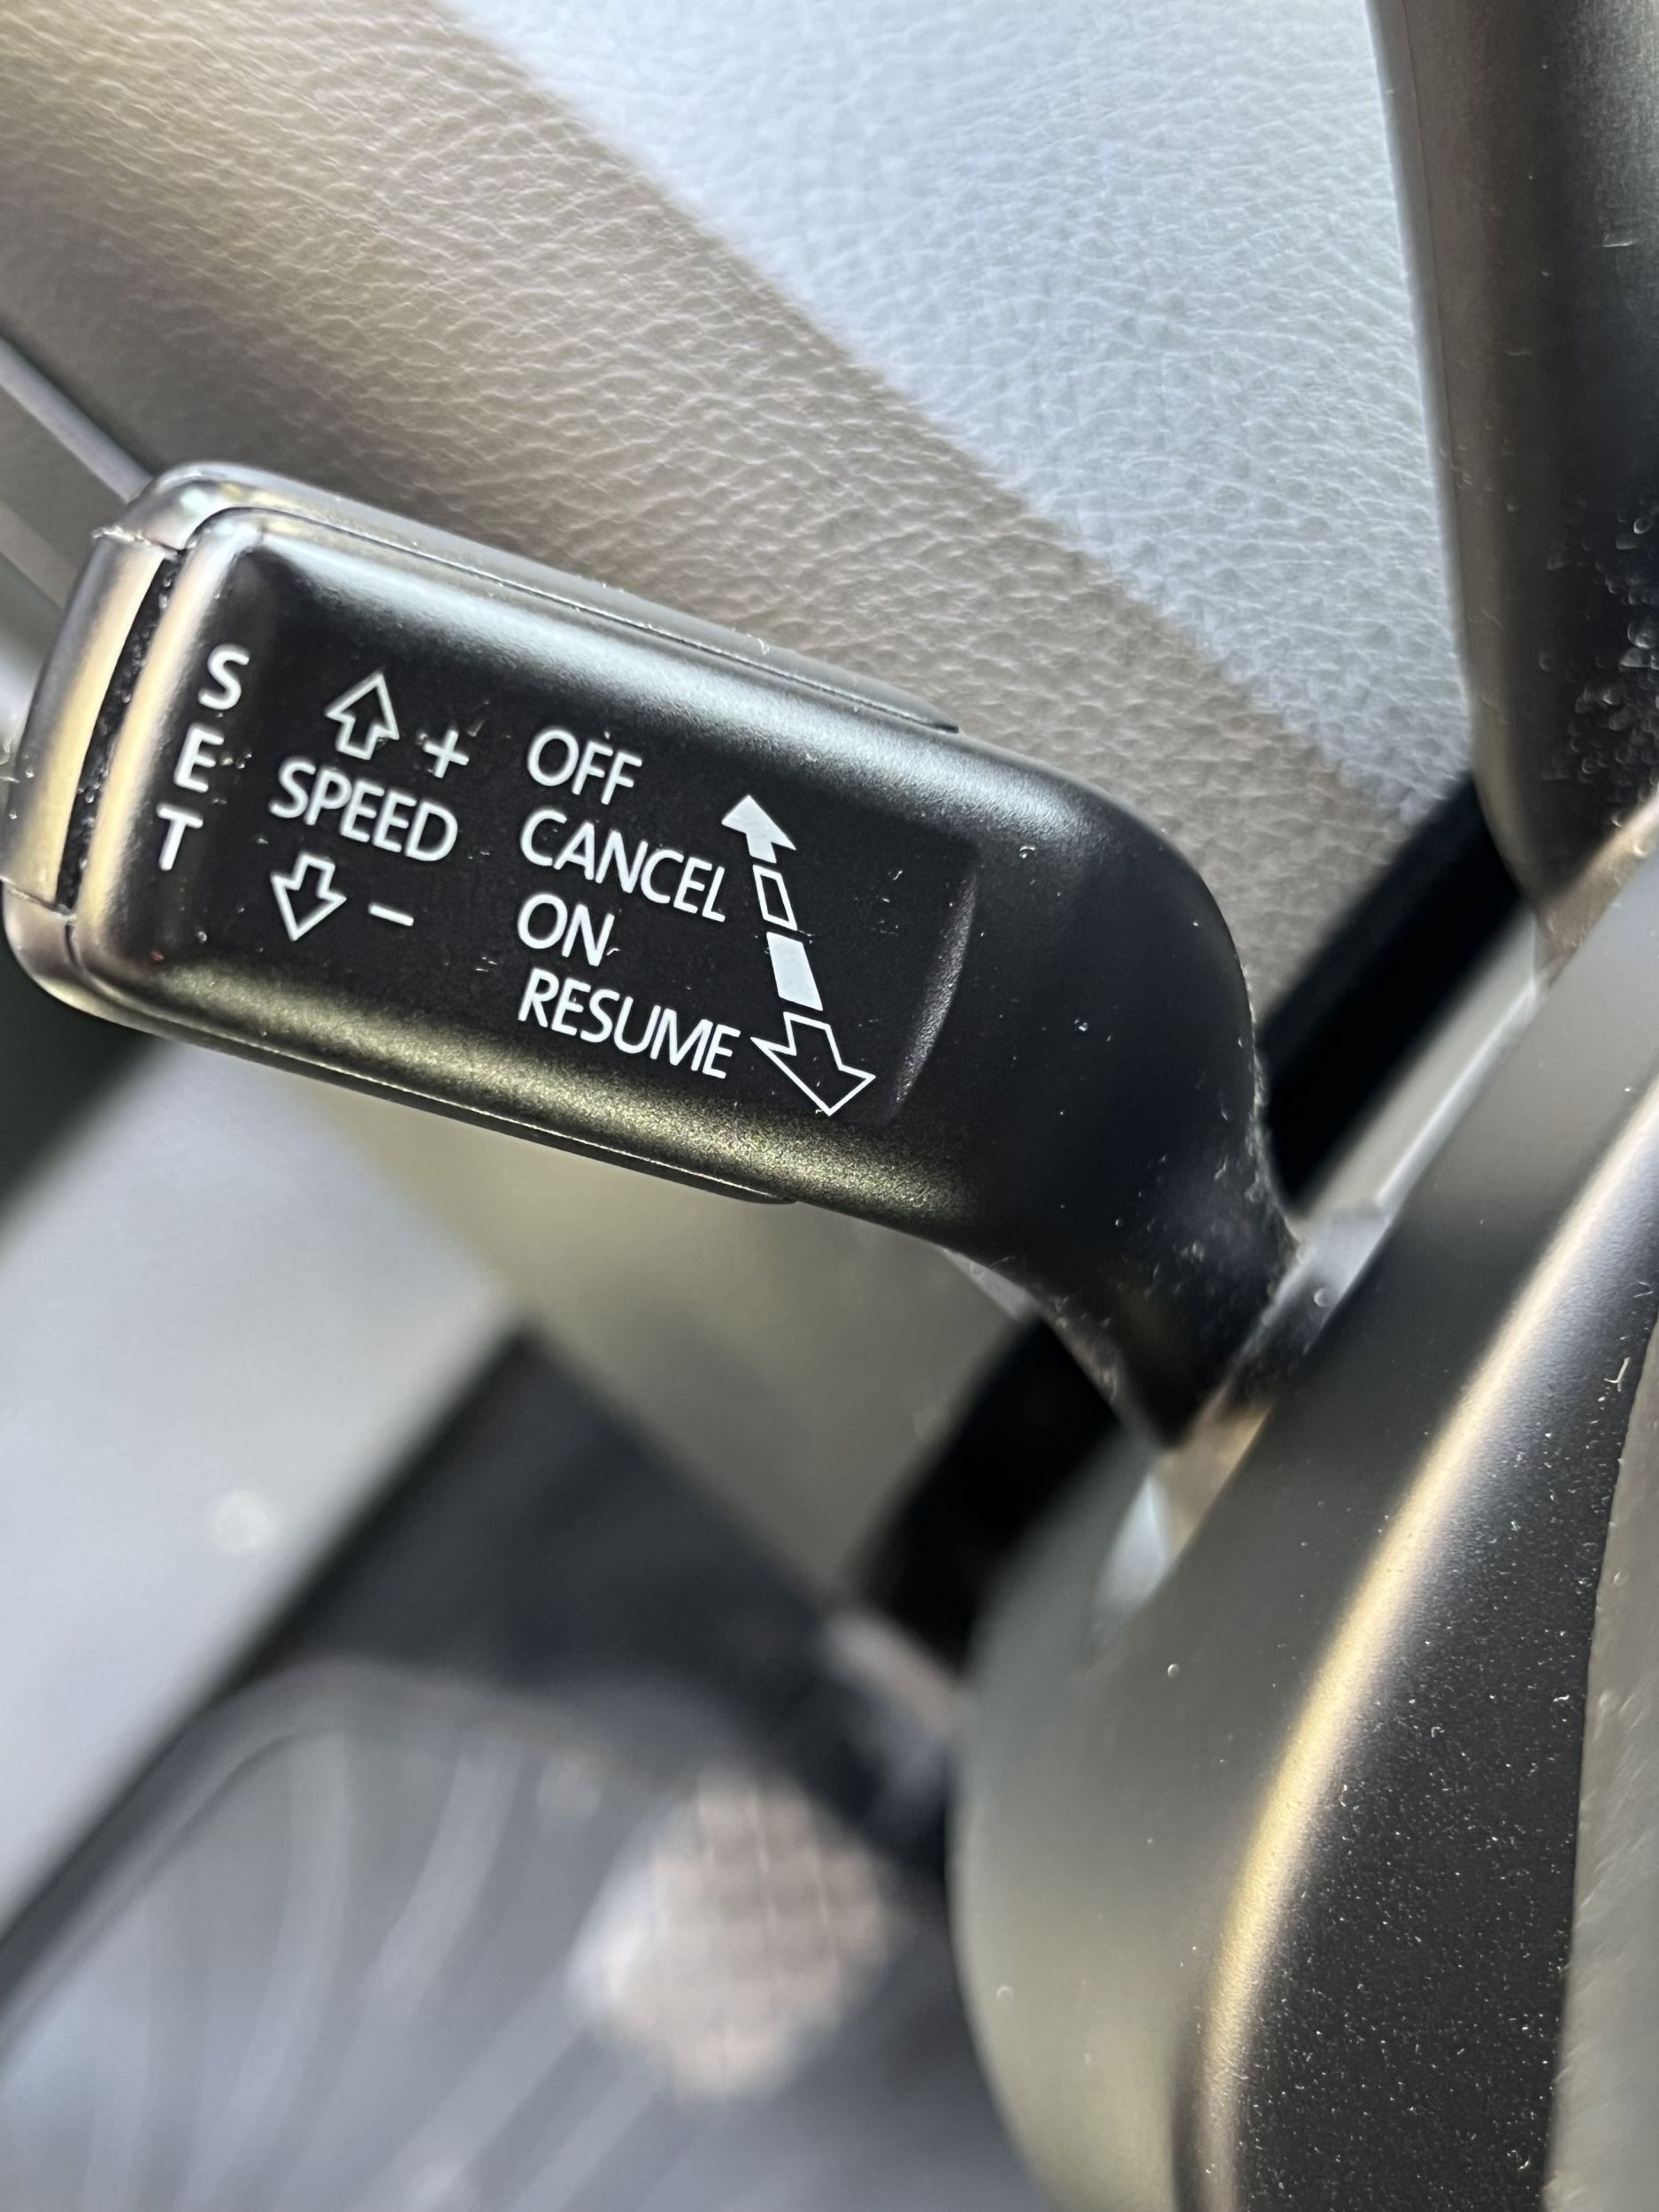 SET
+
SPEED
–
OFF
CANCEL
ON
RESUME